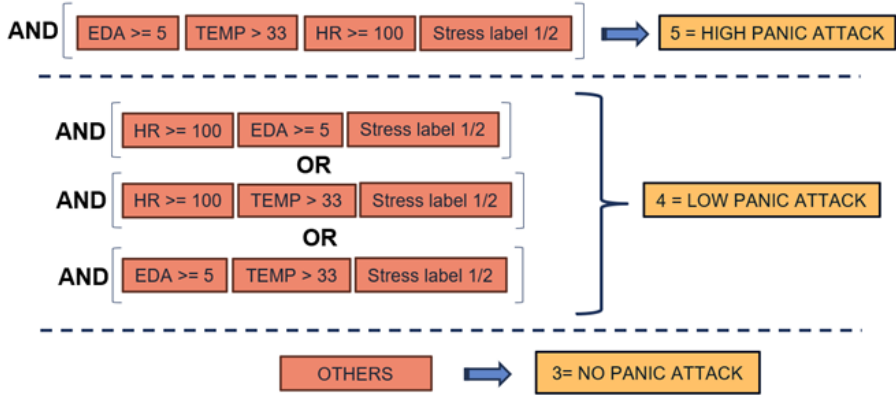 AND EDA >= 5 TEMP > 33 HR >= 100 Stress label 1/2 5 = HIGH PANIC ATTACK
AND HR >= 100 EDA >= 5 Stress label 1/2
OR
AND HR >= 100 TEMP > 33 Stress label 1/2 4 = LOW PANIC ATTACK
OR
AND EDA >= 5 TEMP > 33 Stress label 1/2
OTHERS 3= NO PANIC ATTACK